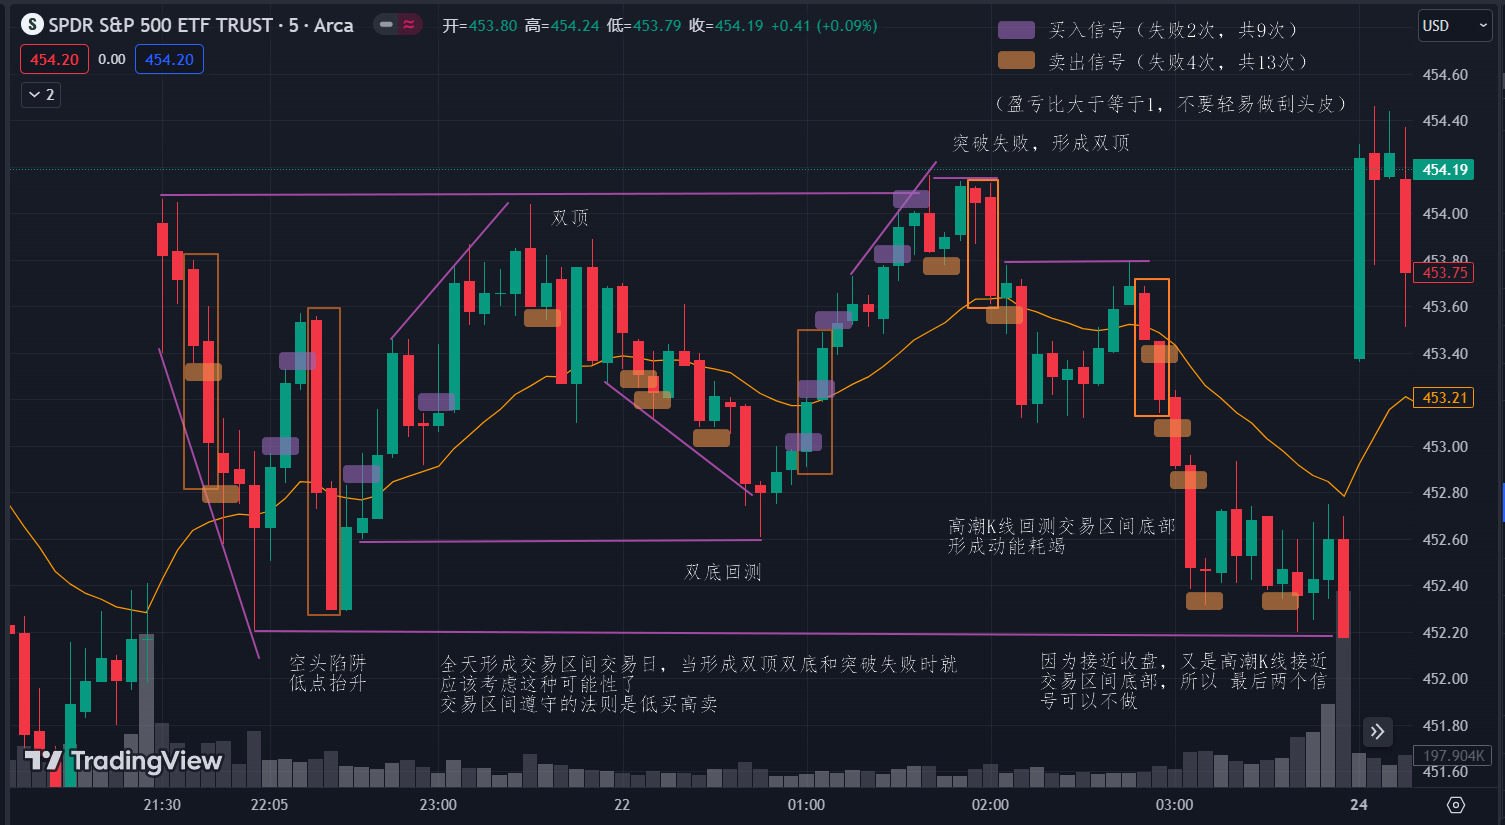 S SPDR S&P 500 ETF TRUST · 5 · Arca 开=453.80 高=454.24 低=453.79 收=454.19 +0.41 (+0.09%)
USD
454.20 0.00 454.20
2
买入信号（失败2次，共9次）
卖出信号（失败4次，共13次）
（盈亏比大于等于1，不要轻易做刮头皮）
突破失败，形成双顶
双顶
高潮K线回测交易区间底部
形成动能耗竭
双底回测
空头陷阱
低点抬升
全天形成交易区间交易日，当形成双顶双底和突破失败时就
应该考虑这种可能性了
交易区间遵守的法则是低买高卖
因为接近收盘，又是高潮K线接近
交易区间底部，所以 最后两个信
号可以不做
TradingView
454.60
454.40
454.19
454.00
453.80
453.75
453.60
453.40
453.21
453.00
452.80
452.60
452.40
452.20
452.00
451.80
197.904K
451.60
21:30 22:05 23:00 22 01:00 02:00 03:00 24